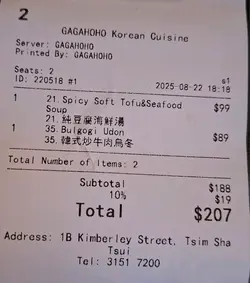 2
GAGAHOHO Korean Cuisine
Server: GAGAHOHO
Printed By: GAGAHOHO
Seats: 2 s1
ID: 220518 #1 2025-08-22 18:18
1 21. Spicy Soft Tofu&Seafood $99
Soup
21. 純豆腐海鮮湯
1 35. Bulgogi Udon $89
35. 韓式炒牛肉烏冬
Total Number of Items: 2
Subtotal $188
10% $19
Total $207
Address: 1B Kimberley Street, Tsim Sha
Tsui
Tel: 3151 7200